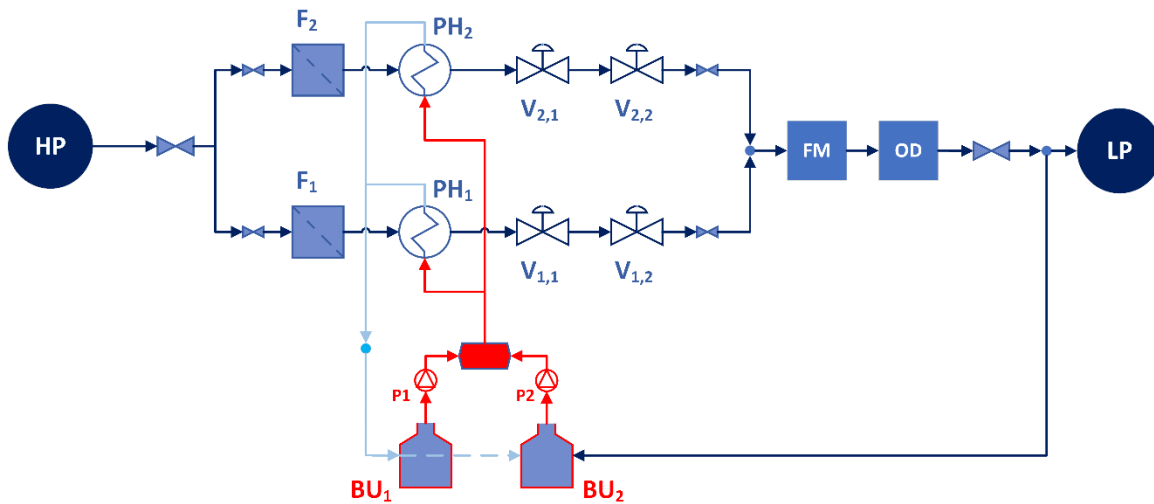 F2
PH2
V2,1
V2,2
HP
FM
OD
LP
F1
PH1
V1,1
V1,2
P1
P2
BU1
BU2